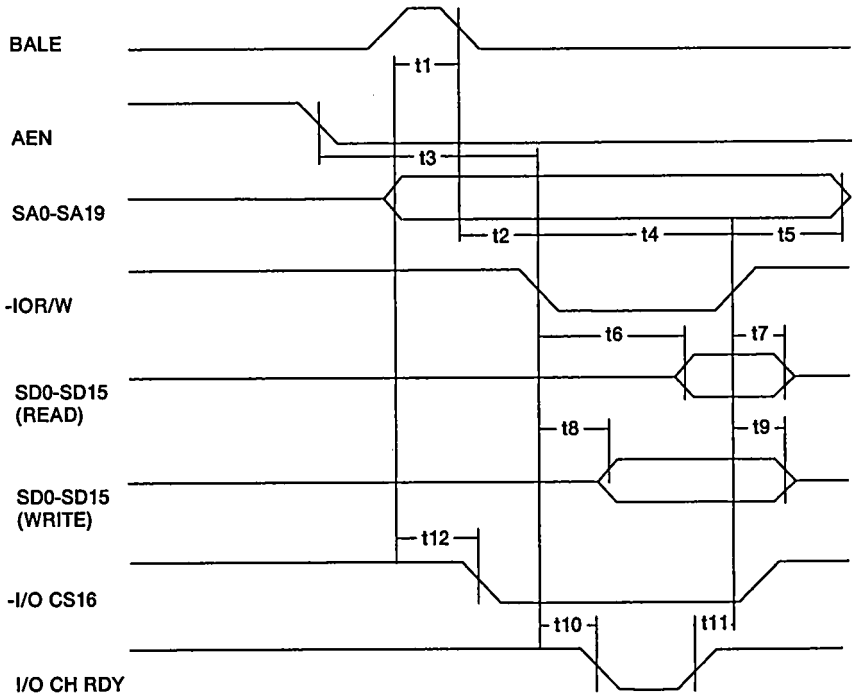 BALE
t1
AEN
t3
SA0-SA19
t2 t4 t5
-IOR/W
t6 t7
SD0-SD15
(READ)
t8 t9
SD0-SD15
(WRITE)
t12
-I/O CS16
t10 t11
I/O CH RDY